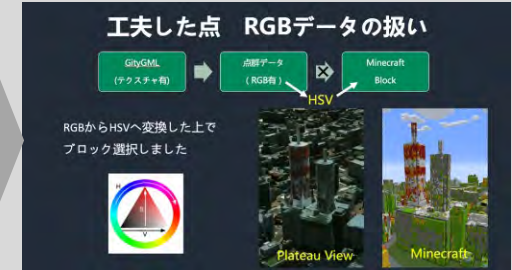 工夫した点 RGBデータの扱い
GityGML
(テクスチャ有)
点群データ
(RGB有)
Minecraft
Block
HSV
RGBからHSVへ変換した上で
ブロック選択しました
H
S
V
Plateau View
Minecraft